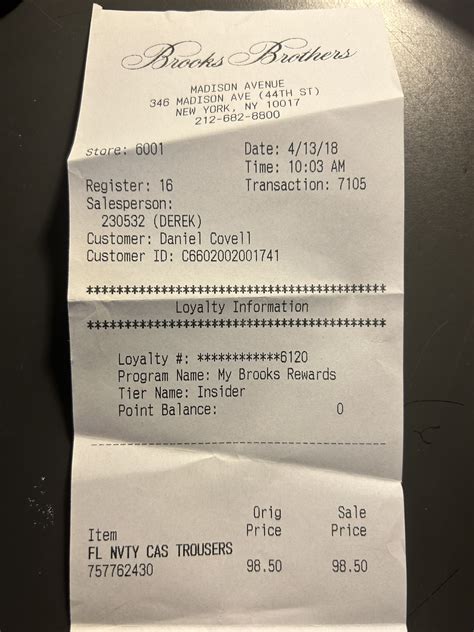 Brooks Brothers
MADISON AVENUE
346 MADISON AVE (44TH ST)
NEW YORK, NY 10017
212-682-8800
store: 6001 Date: 4/13/18
Time: 10:03 AM
Register: 16 Transaction: 7105
Salesperson:
230532 (DEREK)
Customer: Daniel Covell
Customer ID: C6602002001741
******************************************
Loyalty Information
******************************************
Loyalty #: ************6120
Program Name: My Brooks Rewards
Tier Name: Insider
Point Balance: 0
------------------------------------------
Orig Sale
Item Price Price
FL NVTY CAS TROUSERS
757762430 98.50 98.50